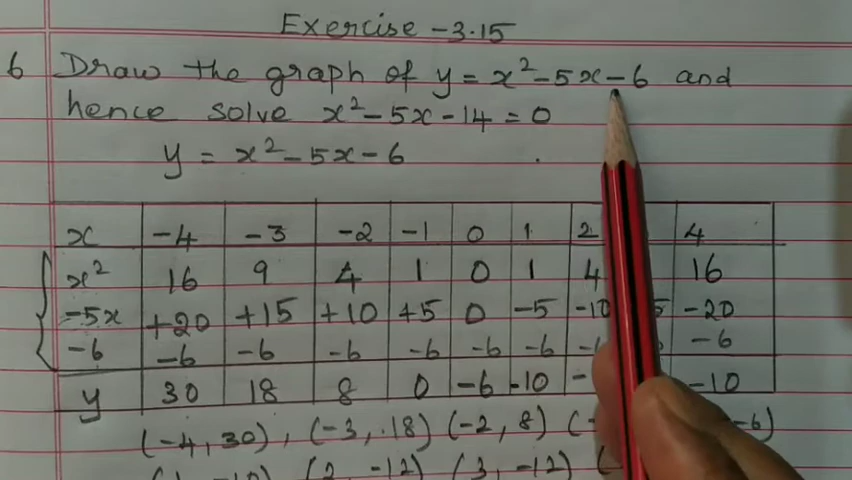 Exercise -3.15
6 Draw the graph of y = x² - 5x - 6 and
hence solve x² - 5x - 14 = 0
y = x² - 5x - 6
x -4 -3 -2 -1 0 1 2 4
x² 16 9 4 1 0 1 4 16
-5x +20 +15 +10 +5 0 -5 -10 -20
-6 -6 -6 -6 -6 -6 -6 -6
y 30 18 8 0 -6 -10 -10
(-4, 30), (-3, 18) (-2, 8) -6)
(2, -12) (3, -12)